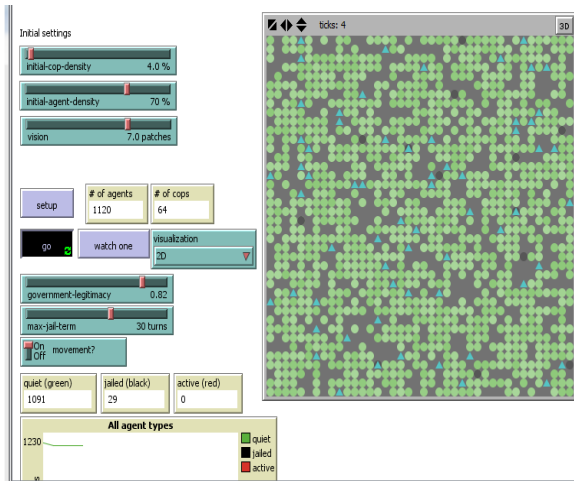 ticks: 4
3D
Initial settings
initial-cop-density 4.0 %
initial-agent-density 70 %
vision 7.0 patches
setup
# of agents
1120
# of cops
64
go
watch one
visualization
2D
government-legitimacy 0.82
max-jail-term 30 turns
On
Off
movement?
quiet (green)
1091
jailed (black)
29
active (red)
0
All agent types
1230
quiet
jailed
active